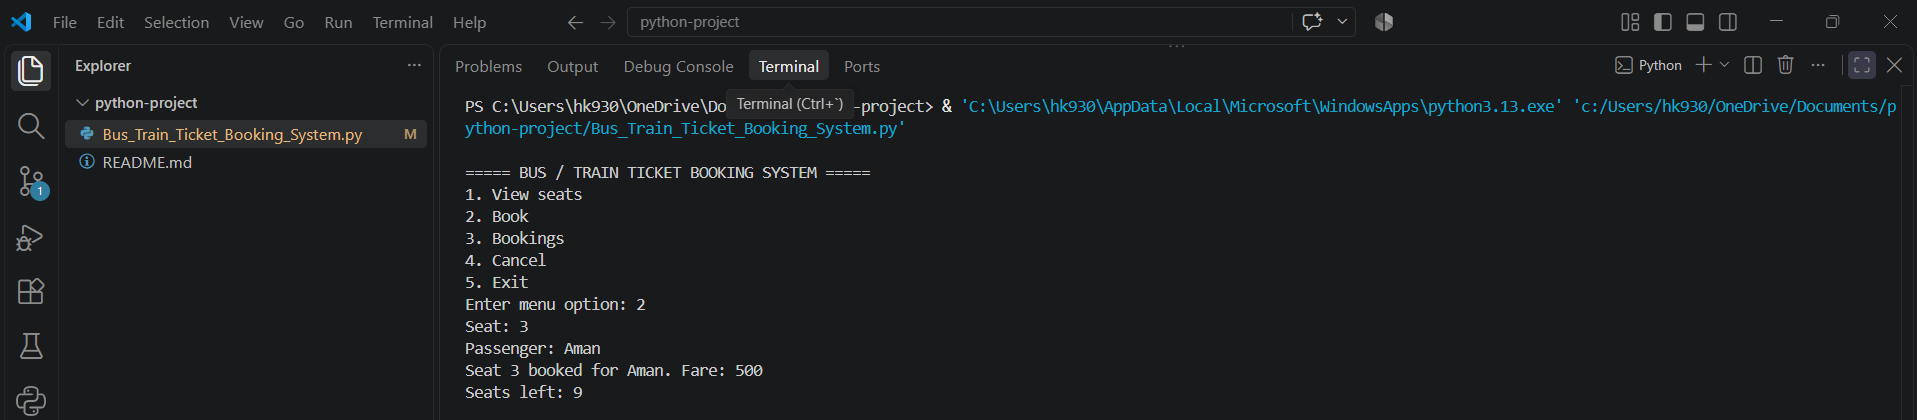 File Edit Selection View Go Run Terminal Help
python-project
Explorer
python-project
Bus_Train_Ticket_Booking_System.py M
README.md
1
Problems Output Debug Console Terminal Ports
Python
Terminal (Ctrl+`)
PS C:\Users\hk930\OneDrive\Do -project> & 'C:\Users\hk930\AppData\Local\Microsoft\WindowsApps\python3.13.exe' 'c:/Users/hk930/OneDrive/Documents/p
ython-project/Bus_Train_Ticket_Booking_System.py'
===== BUS / TRAIN TICKET BOOKING SYSTEM =====
1. View seats
2. Book
3. Bookings
4. Cancel
5. Exit
Enter menu option: 2
Seat: 3
Passenger: Aman
Seat 3 booked for Aman. Fare: 500
Seats left: 9